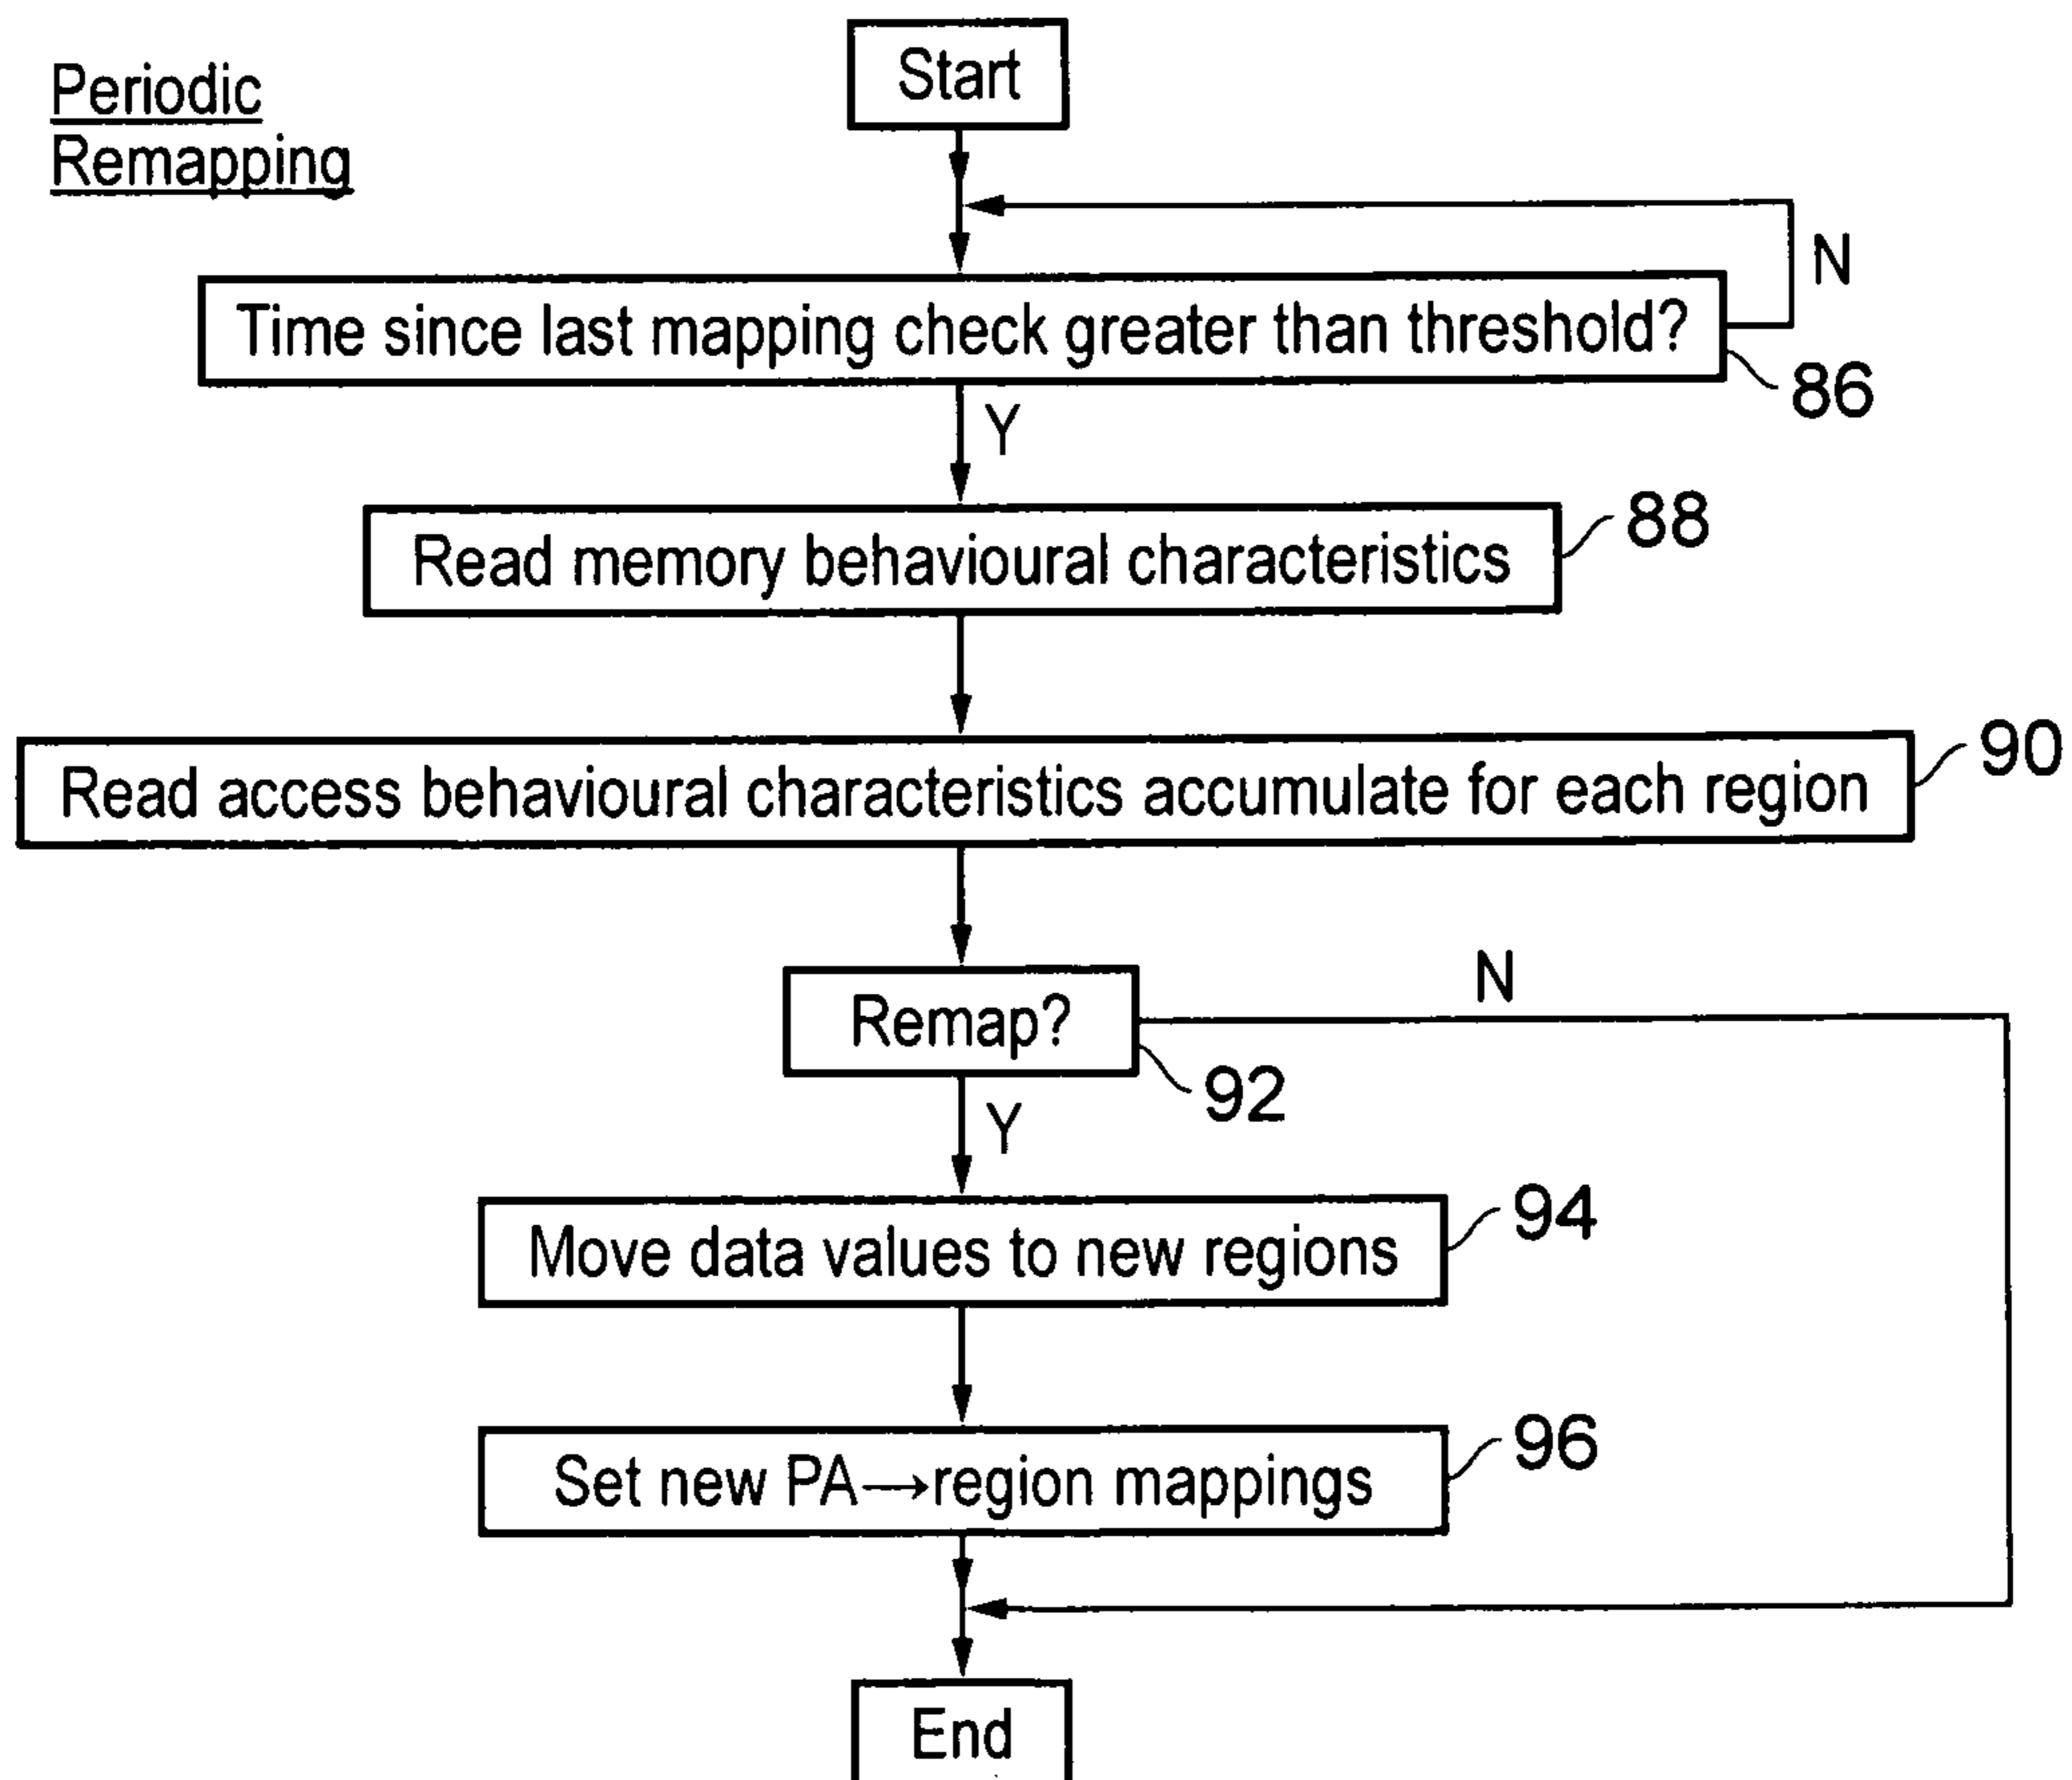 Periodic
Remapping
Start
N
Time since last mapping check greater than threshold?
86
Y
Read memory behavioural characteristics
88
Read access behavioural characteristics accumulate for each region
90
Remap?
N
92
Y
Move data values to new regions
94
Set new PA→region mappings
96
End